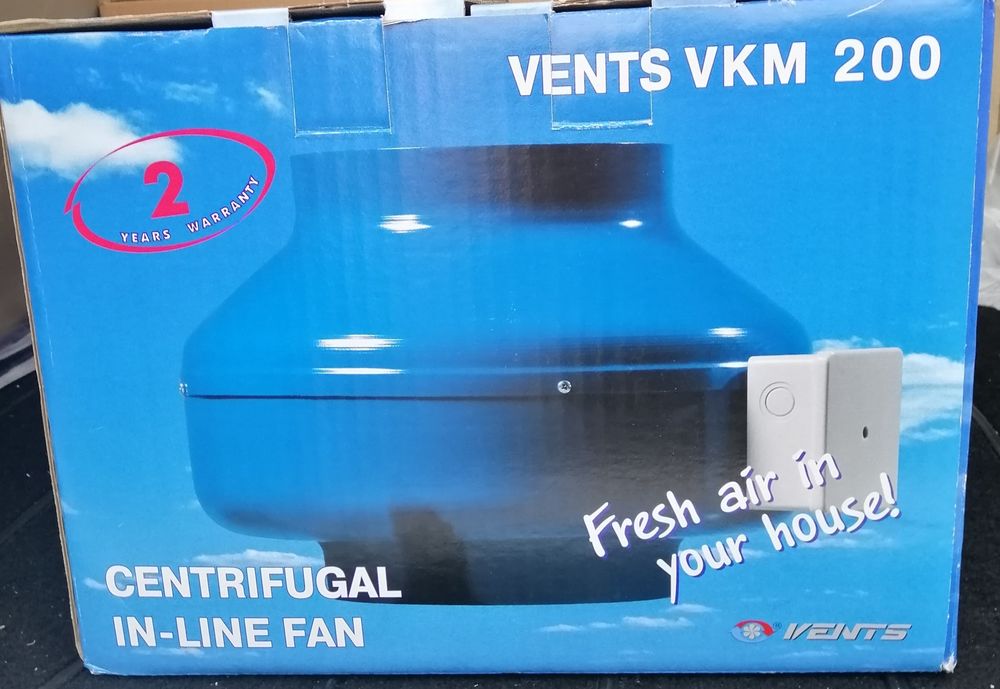 VENTS VKM 200
2
YEARS WARRANTY
Fresh air in
your house!
CENTRIFUGAL
IN-LINE FAN
® VENTS